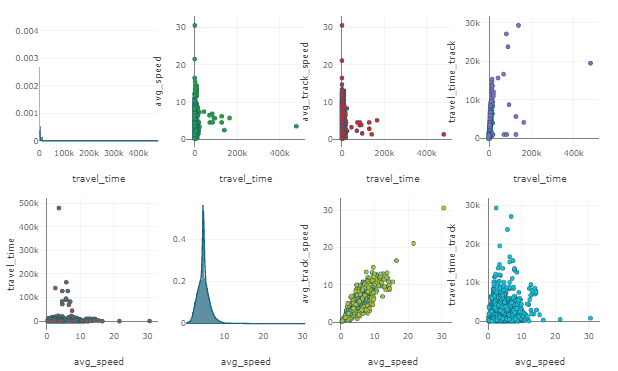 0.004
0.003
0.002
0.001
0
0 100k 200k 300k 400k
travel_time
30
20
10
0
avg_speed
0 200k 400k
travel_time
30
20
10
0
avg_track_speed
0 200k 400k
travel_time
30k
20k
10k
0
travel_time_track
0 200k 400k
travel_time
500k
400k
300k
200k
100k
0
travel_time
0 10 20 30
avg_speed
0.4
0.2
0
10 20 30
avg_speed
30
20
10
0
avg_track_speed
0 10 20 30
avg_speed
30k
20k
10k
0
travel_time_track
0 10 20 30
avg_speed